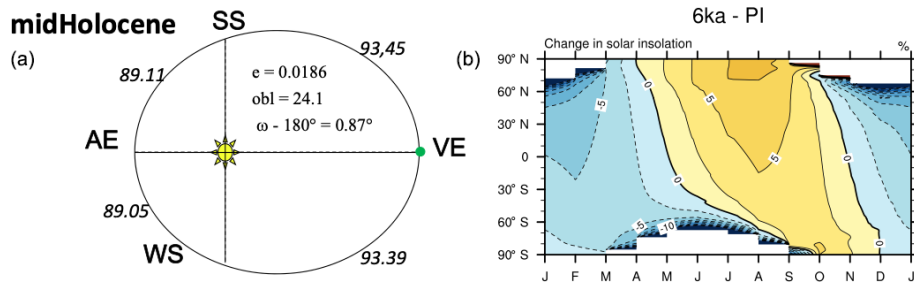 midHolocene
(a)
SS
93,45
89.11
e = 0.0186
obl = 24.1
ω - 180° = 0.87°
AE
VE
89.05
WS
93.39
6ka - PI
(b)
Change in solar insolation
%
90° N
60° N
30° N
0
30° S
60° S
90° S
-5
0
5
5
0
0
-5
-10
0
J F M A M J J A S O N D J